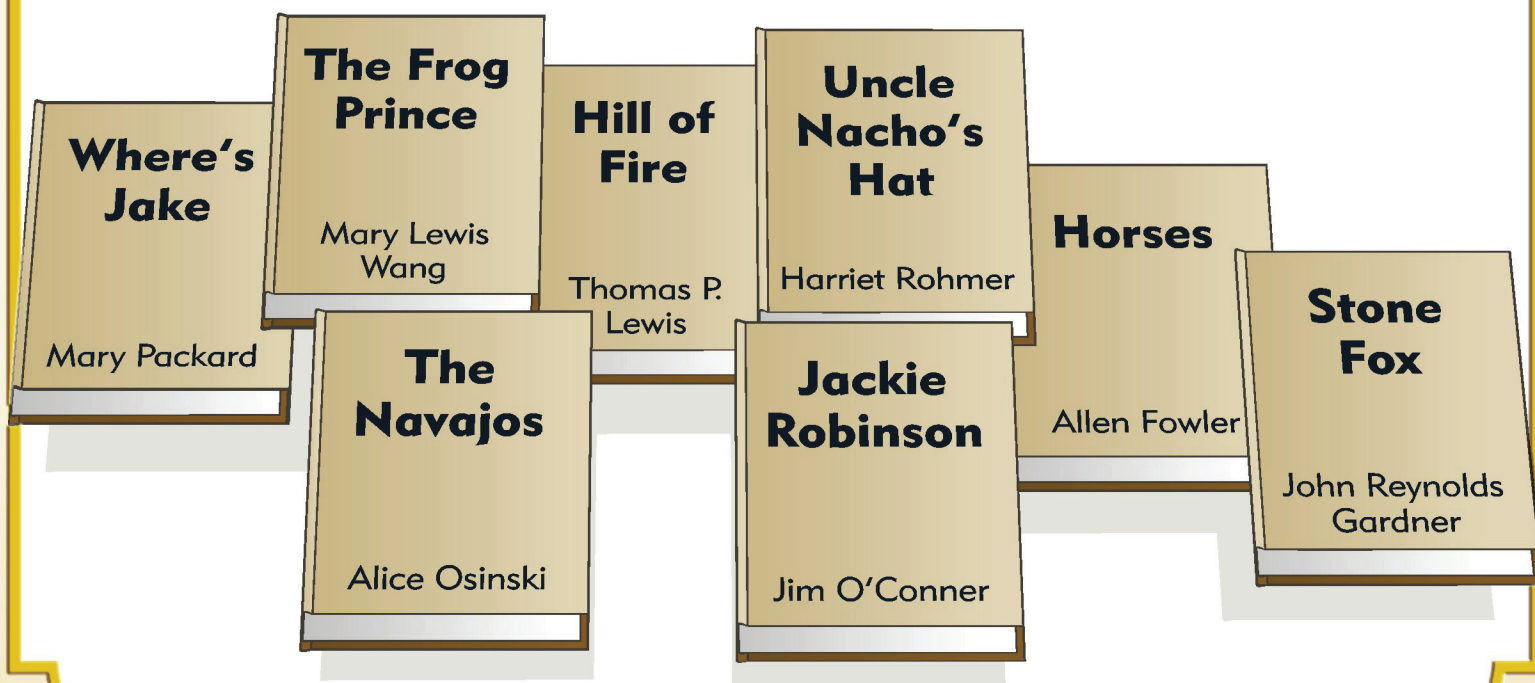 Where's
Jake
Mary Packard
The Frog
Prince
Mary Lewis
Wang
Hill of
Fire
Thomas P.
Lewis
Uncle
Nacho's
Hat
Harriet Rohmer
Horses
Allen Fowler
Stone
Fox
John Reynolds
Gardner
The
Navajos
Alice Osinski
Jackie
Robinson
Jim O'Conner